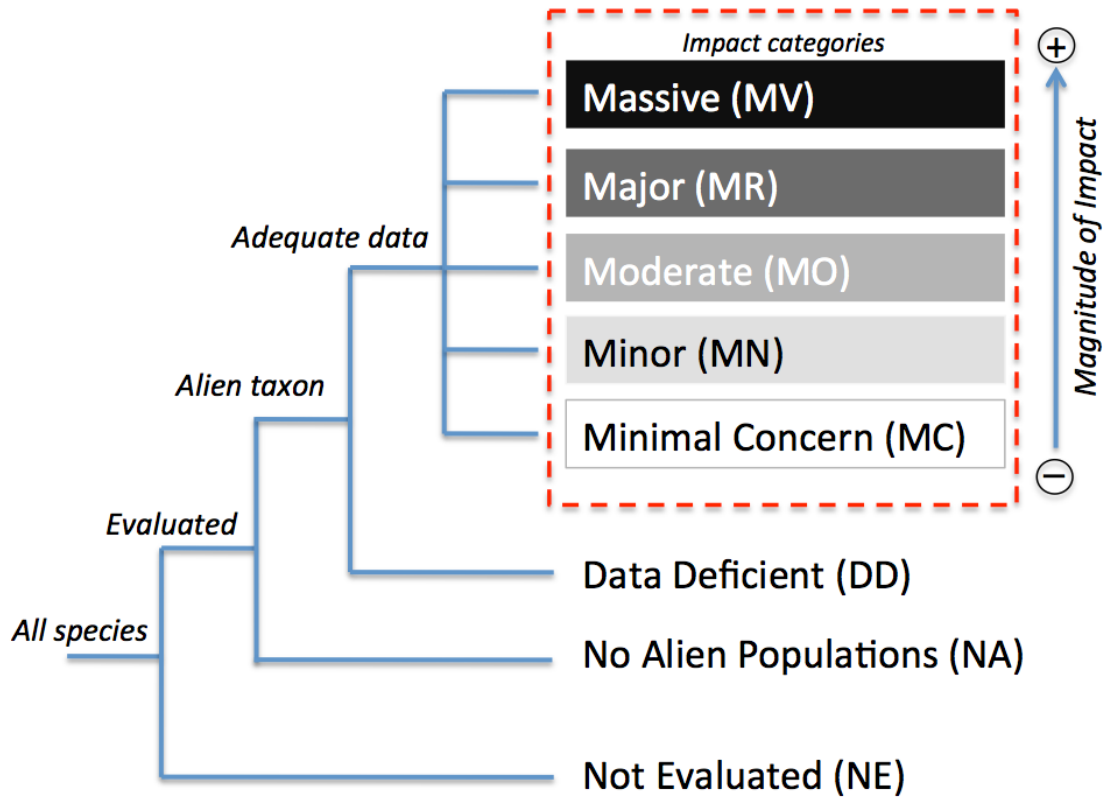 Impact categories
+
Massive (MV)
Major (MR)
Adequate data
Moderate (MO)
Magnitude of Impact
Minor (MN)
Alien taxon
Minimal Concern (MC)
−
Evaluated
Data Deficient (DD)
All species
No Alien Populations (NA)
Not Evaluated (NE)